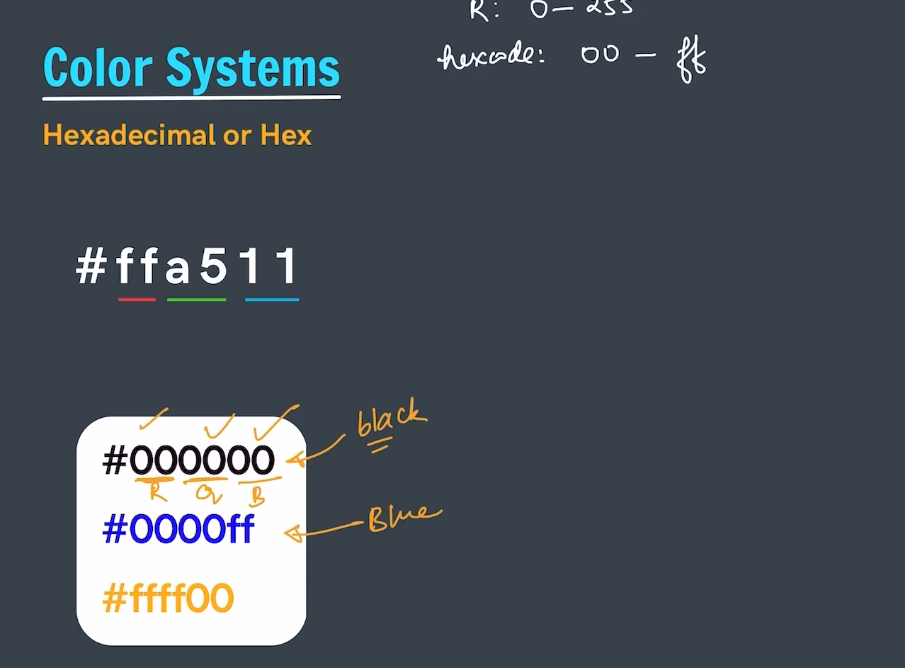 R: 0 - 255
Color Systems
hexcode: 00 - ff
Hexadecimal or Hex
#ffa511
black
#000000
R G B
Blue
#0000ff
#ffff00